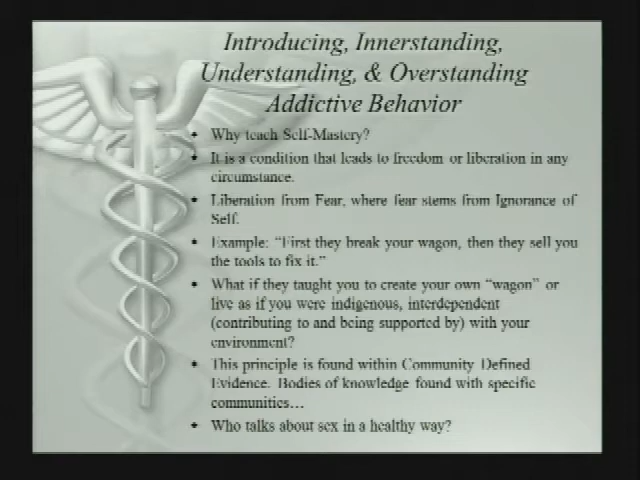 Introducing, Innerstanding,
Understanding, & Overstanding
Addictive Behavior
• Why teach Self-Mastery?
• It is a condition that leads to freedom or liberation in any
circumstance.
• Liberation from Fear, where fear stems from Ignorance of
Self.
• Example: “First they break your wagon, then they sell you
the tools to fix it.”
• What if they taught you to create your own “wagon” or
live as if you were indigenous, interdependent
(contributing to and being supported by) with your
environment?
• This principle is found within Community Defined
Evidence. Bodies of knowledge found with specific
communities…
• Who talks about sex in a healthy way?